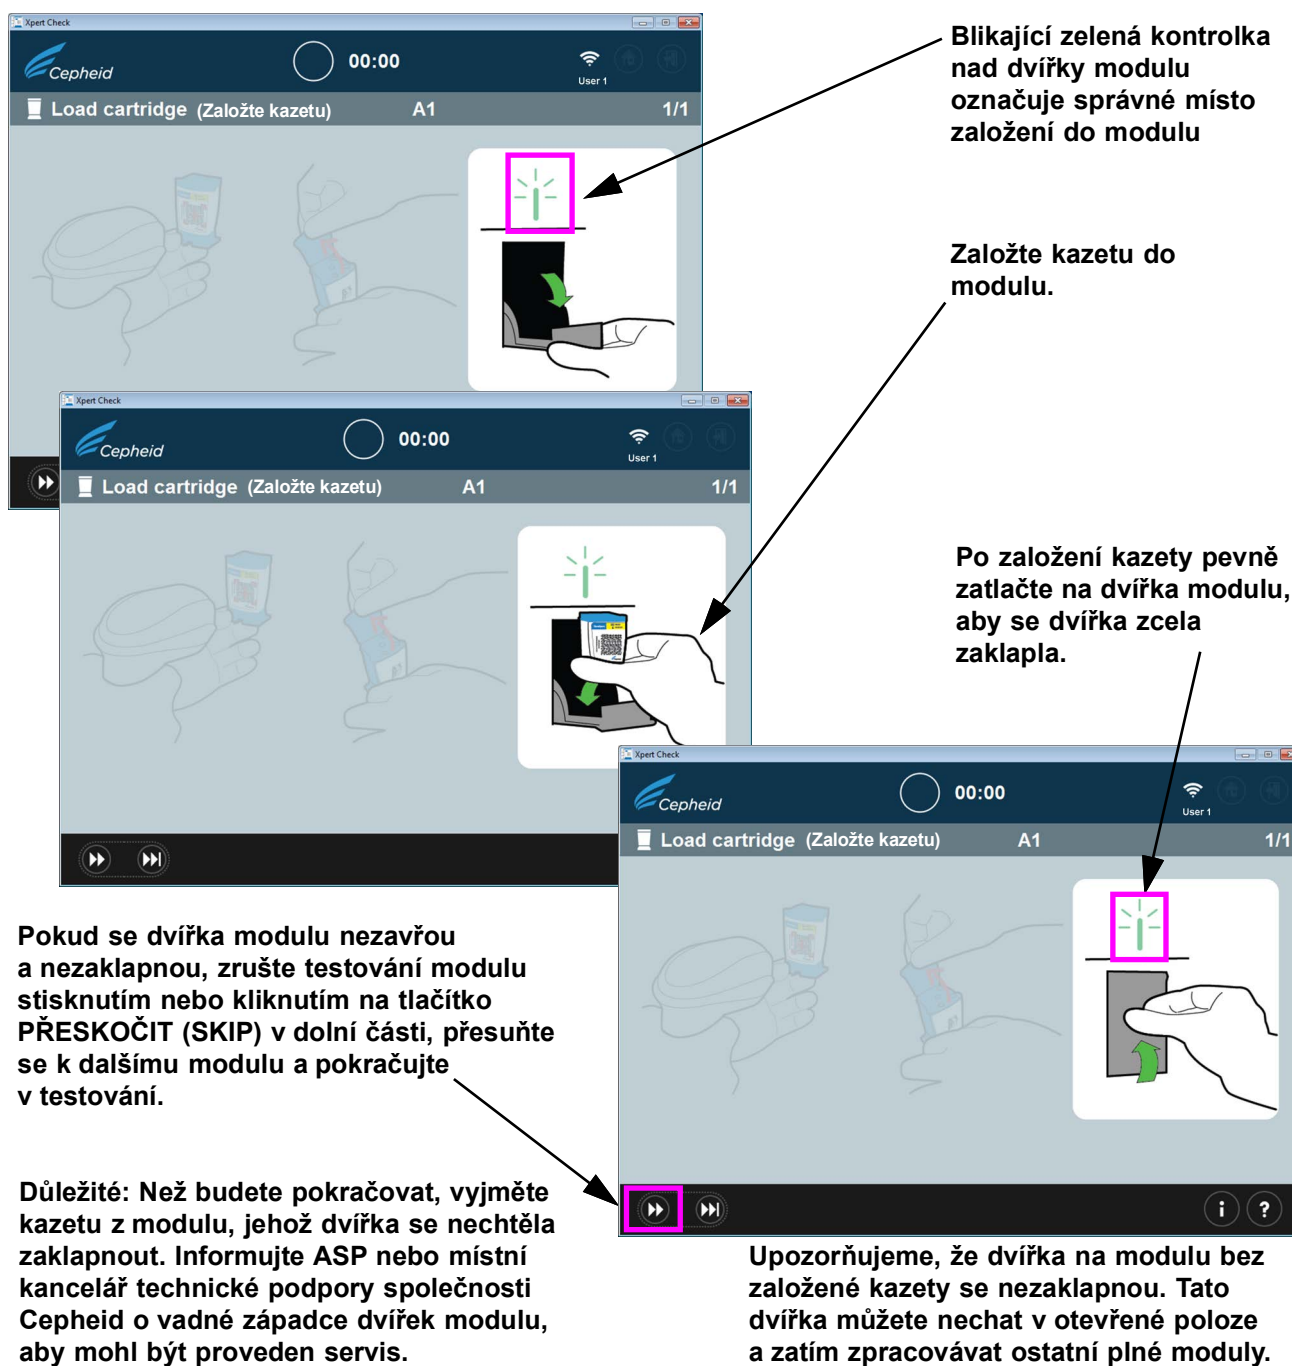 Xpert Check
Cepheid
00:00
User 1
Load cartridge (Založte kazetu) A1 1/1
Blikající zelená kontrolka
nad dvířky modulu
označuje správné místo
založení do modulu
Založte kazetu do
modulu.
Xpert Check
Cepheid
00:00
User 1
Load cartridge (Založte kazetu) A1 1/1
Po založení kazety pevně
zatlačte na dvířka modulu,
aby se dvířka zcela
zaklapla.
Xpert Check
Cepheid
00:00
User 1
Load cartridge (Založte kazetu) A1 1/1
Pokud se dvířka modulu nezavřou
a nezaklapnou, zrušte testování modulu
stisknutím nebo kliknutím na tlačítko
PŘESKOČIT (SKIP) v dolní části, přesuňte
se k dalšímu modulu a pokračujte
v testování.
Důležité: Než budete pokračovat, vyjměte
kazetu z modulu, jehož dvířka se nechtěla
zaklapnout. Informujte ASP nebo místní
kancelář technické podpory společnosti
Cepheid o vadné západce dvířek modulu,
aby mohl být proveden servis.
i ?
Upozorňujeme, že dvířka na modulu bez
založené kazety se nezaklapnou. Tato
dvířka můžete nechat v otevřené poloze
a zatím zpracovávat ostatní plné moduly.